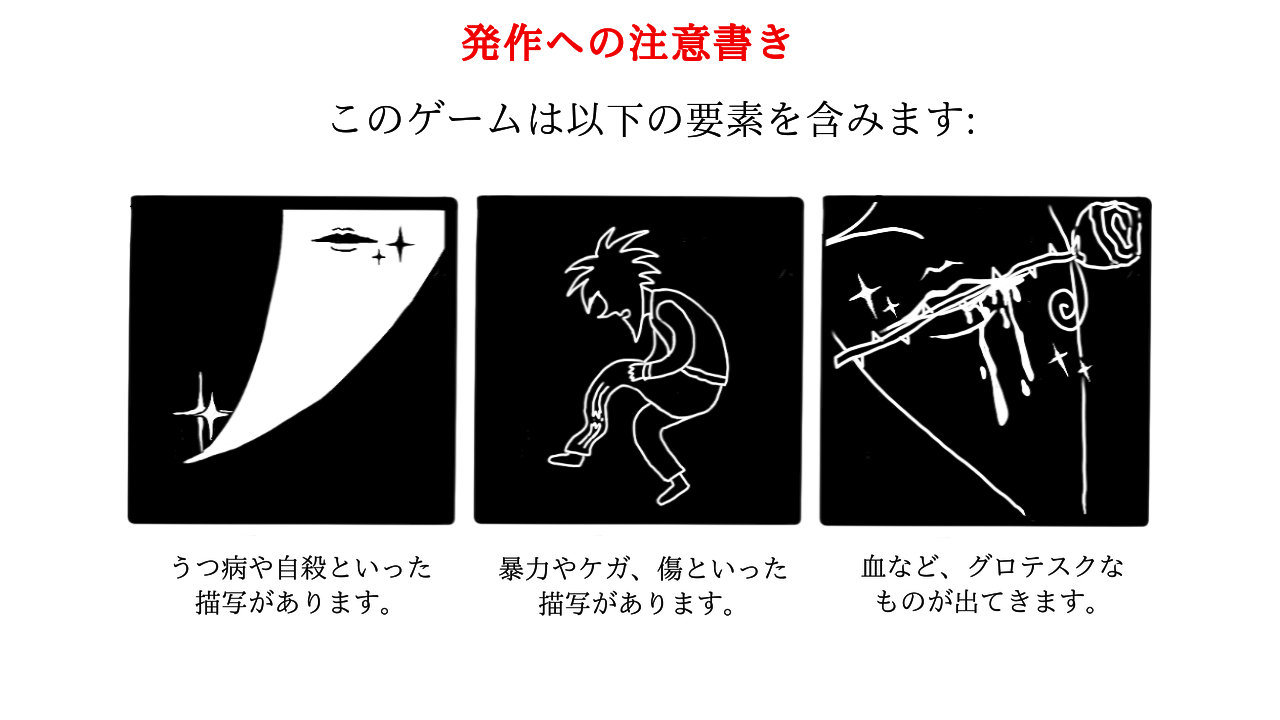 発作への注意書き
このゲームは以下の要素を含みます:
うつ病や自殺といった
描写があります。
暴力やケガ、傷といった
描写があります。
血など、グロテスクな
ものが出てきます。